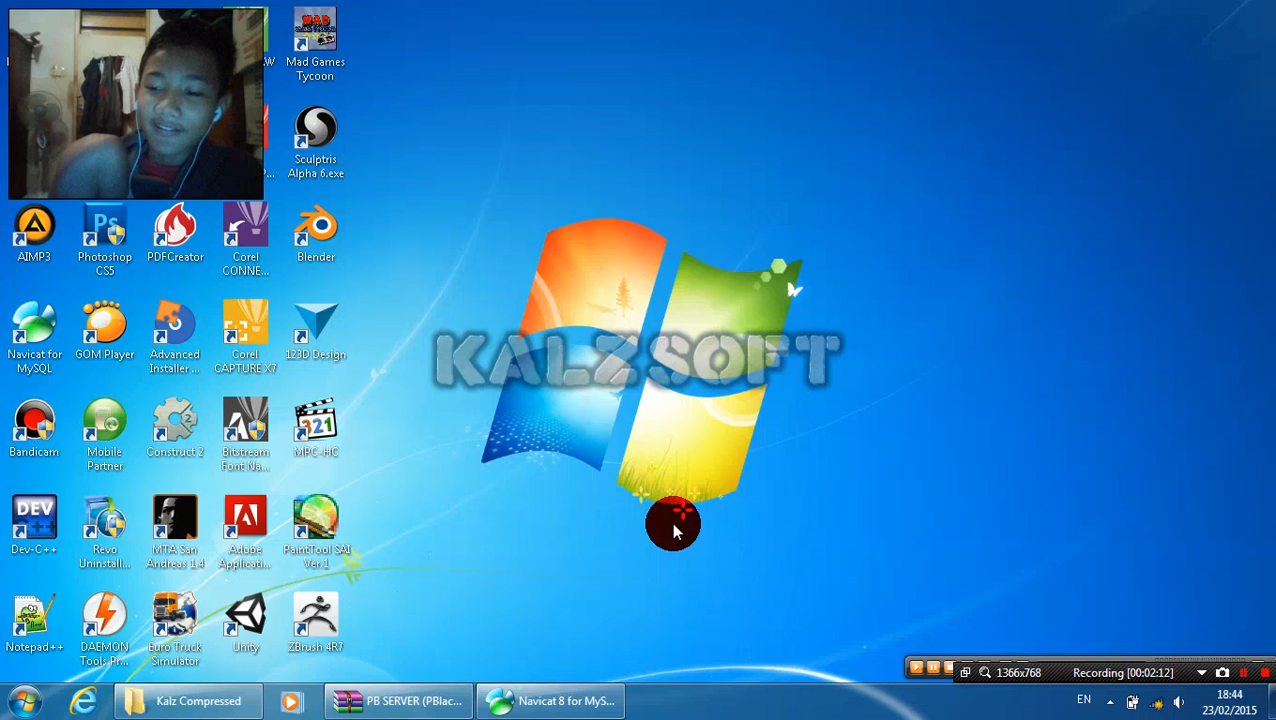 Mad Games
Tycoon
Sculptris
Alpha 6.exe
AIMP3
Photoshop
CS5
PDFCreator
Corel
CONNE...
Blender
Navicat for
MySQL
GOM Player
Advanced
Installer ...
Corel
CAPTURE X7
123D Design
KALZSOFT
Bandicam
Mobile
Partner
Construct 2
Bitstream
Font Na...
MPC-HC
Dev-C++
Revo
Uninstall...
MTA San
Andreas 1.4
Adobe
Applicati...
PaintTool SAI
Ver.1
Notepad++
DAEMON
Tools Pr...
Euro Truck
Simulator
Unity
ZBrush 4R7
1366x768
Recording [00:02:12]
Kalz Compressed
PB SERVER (PBlac...
Navicat 8 for MyS...
EN
18:44
23/02/2015